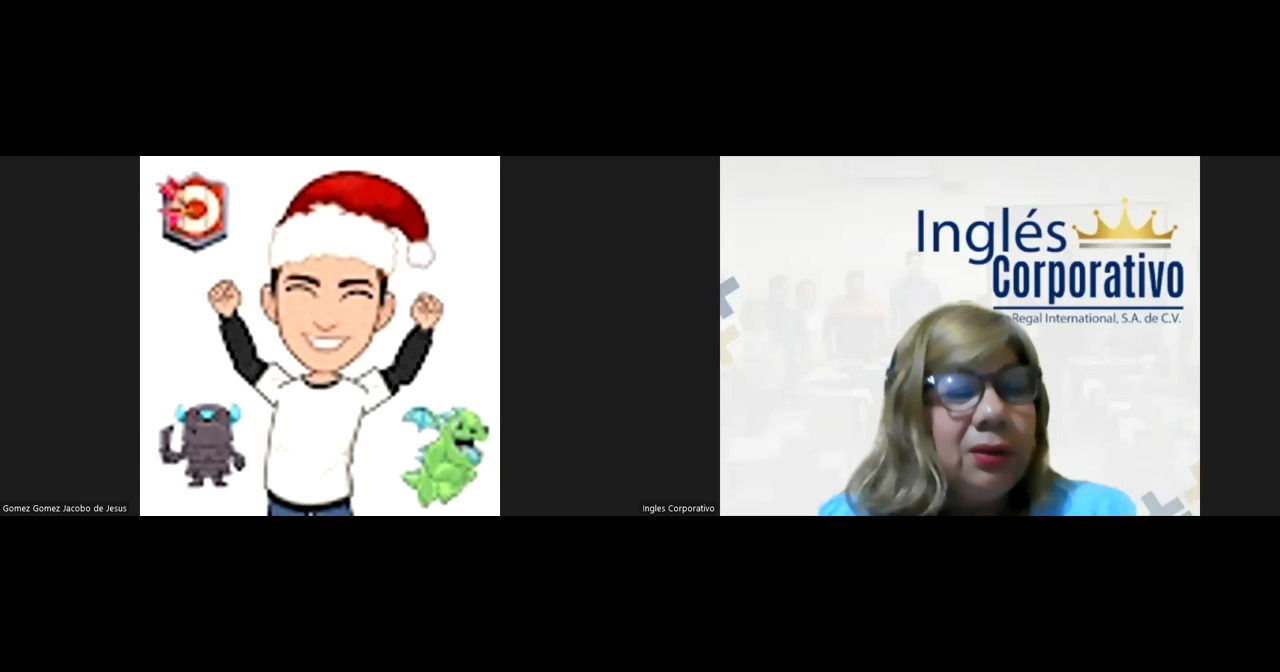 Inglés
Corporativo
Regal International, S.A. de C.V.
Gomez Gomez Jacobo de Jesus
Ingles Corporativo